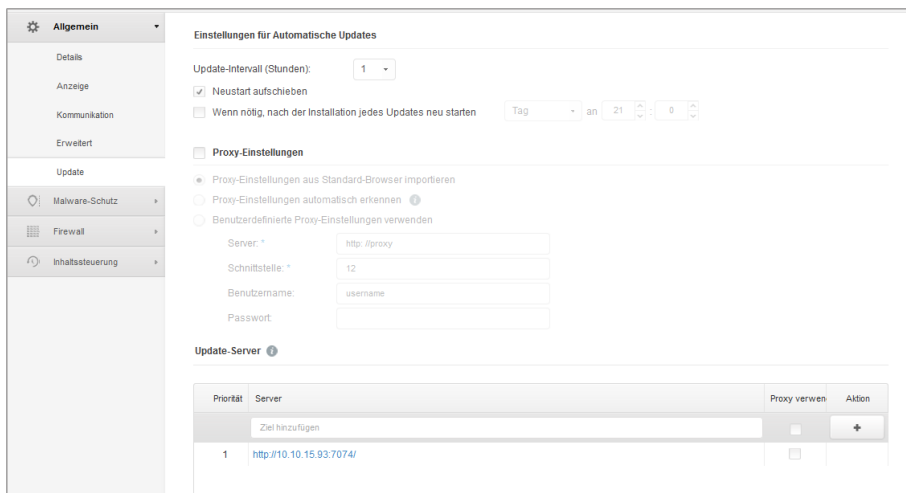 Allgemein
Details
Anzeige
Kommunikation
Erweitert
Update
Malware-Schutz
Firewall
Inhaltssteuerung
Einstellungen für Automatische Updates
Update-Intervall (Stunden): 1
Neustart aufschieben
Wenn nötig, nach der Installation jedes Updates neu starten Tag an 21 : 0
Proxy-Einstellungen
Proxy-Einstellungen aus Standard-Browser importieren
Proxy-Einstellungen automatisch erkennen
Benutzerdefinierte Proxy-Einstellungen verwenden
Server: * http: //proxy
Schnittstelle: * 12
Benutzername: username
Passwort:
Update-Server
Priorität Server Proxy verwen Aktion
Ziel hinzufügen
1 http://10.10.15.93:7074/